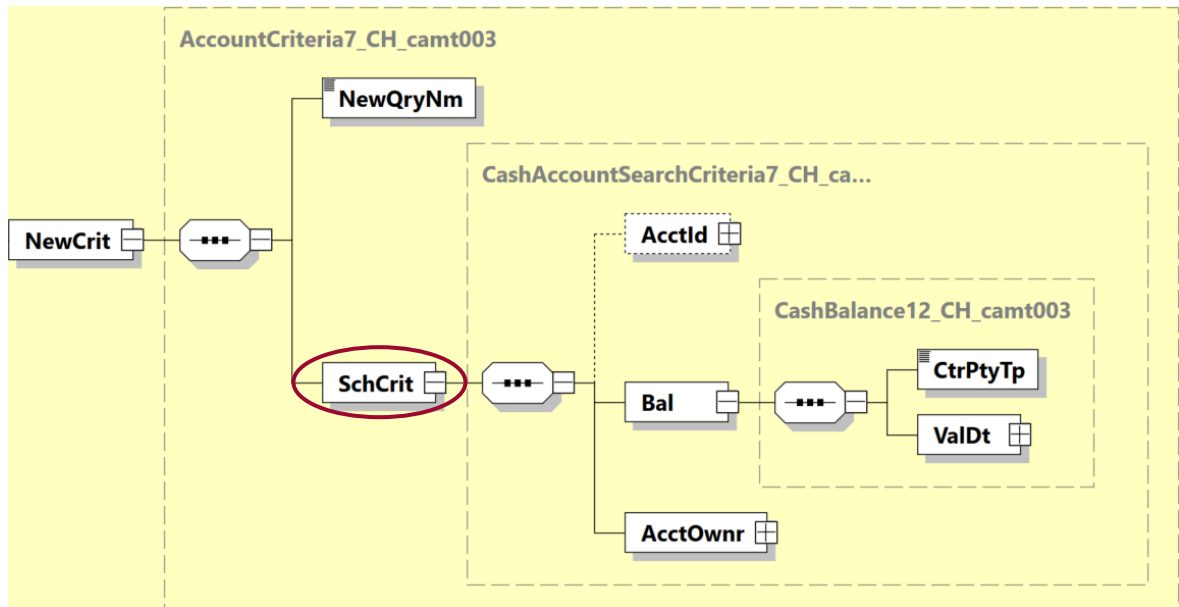 AccountCriteria7_CH_camt003
NewQryNm
CashAccountSearchCriteria7_CH_ca...
AcctId
NewCrit
CashBalance12_CH_camt003
CtrPtyTp
SchCrit
Bal
ValDt
AcctOwnr